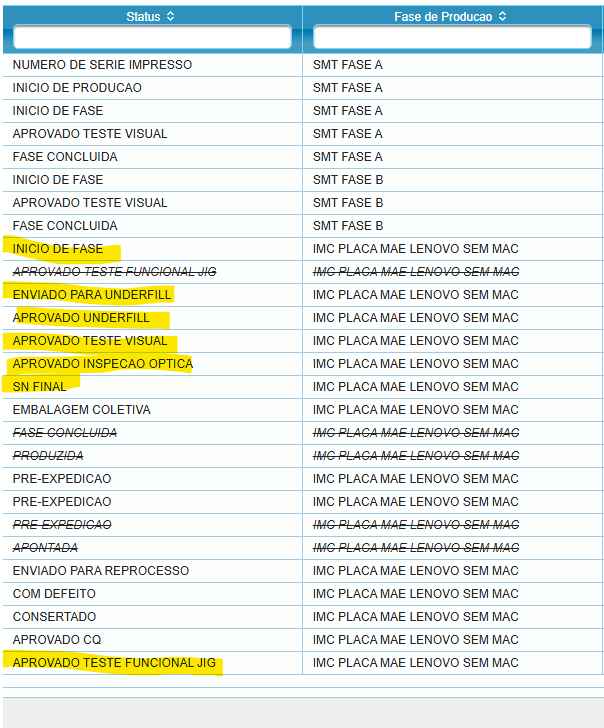 Status Fase de Producao
NUMERO DE SERIE IMPRESSO SMT FASE A
INICIO DE PRODUCAO SMT FASE A
INICIO DE FASE SMT FASE A
APROVADO TESTE VISUAL SMT FASE A
FASE CONCLUIDA SMT FASE A
INICIO DE FASE SMT FASE B
APROVADO TESTE VISUAL SMT FASE B
FASE CONCLUIDA SMT FASE B
INICIO DE FASE IMC PLACA MAE LENOVO SEM MAC
APROVADO TESTE FUNCIONAL JIG IMC PLACA MAE LENOVO SEM MAC
ENVIADO PARA UNDERFILL IMC PLACA MAE LENOVO SEM MAC
APROVADO UNDERFILL IMC PLACA MAE LENOVO SEM MAC
APROVADO TESTE VISUAL IMC PLACA MAE LENOVO SEM MAC
APROVADO INSPECAO OPTICA IMC PLACA MAE LENOVO SEM MAC
SN FINAL IMC PLACA MAE LENOVO SEM MAC
EMBALAGEM COLETIVA IMC PLACA MAE LENOVO SEM MAC
FASE CONCLUIDA IMC PLACA MAE LENOVO SEM MAC
PRODUZIDA IMC PLACA MAE LENOVO SEM MAC
PRE-EXPEDICAO IMC PLACA MAE LENOVO SEM MAC
PRE-EXPEDICAO IMC PLACA MAE LENOVO SEM MAC
PRE-EXPEDICAO IMC PLACA MAE LENOVO SEM MAC
APONTADA IMC PLACA MAE LENOVO SEM MAC
ENVIADO PARA REPROCESSO IMC PLACA MAE LENOVO SEM MAC
COM DEFEITO IMC PLACA MAE LENOVO SEM MAC
CONSERTADO IMC PLACA MAE LENOVO SEM MAC
APROVADO CQ IMC PLACA MAE LENOVO SEM MAC
APROVADO TESTE FUNCIONAL JIG IMC PLACA MAE LENOVO SEM MAC